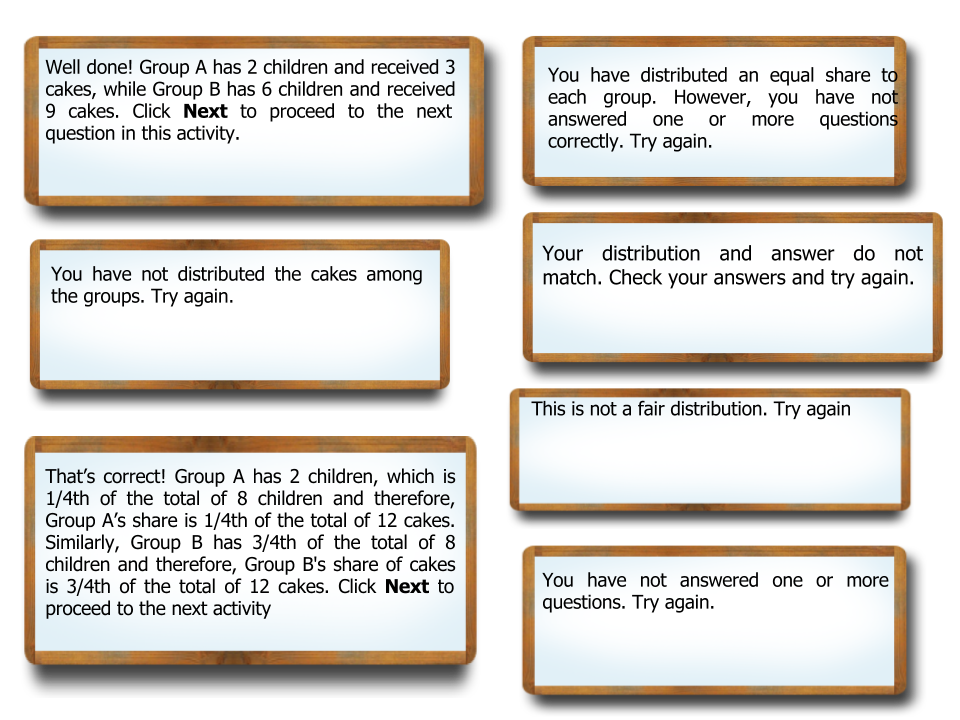 Well done! Group A has 2 children and received 3
cakes, while Group B has 6 children and received
9 cakes. Click Next to proceed to the next
question in this activity.
You have not distributed the cakes among
the groups. Try again.
That’s correct! Group A has 2 children, which is
1/4th of the total of 8 children and therefore,
Group A’s share is 1/4th of the total of 12 cakes.
Similarly, Group B has 3/4th of the total of 8
children and therefore, Group B's share of cakes
is 3/4th of the total of 12 cakes. Click Next to
proceed to the next activity
You have distributed an equal share to
each group. However, you have not
answered one or more questions
correctly. Try again.
Your distribution and answer do not
match. Check your answers and try again.
This is not a fair distribution. Try again
You have not answered one or more
questions. Try again.